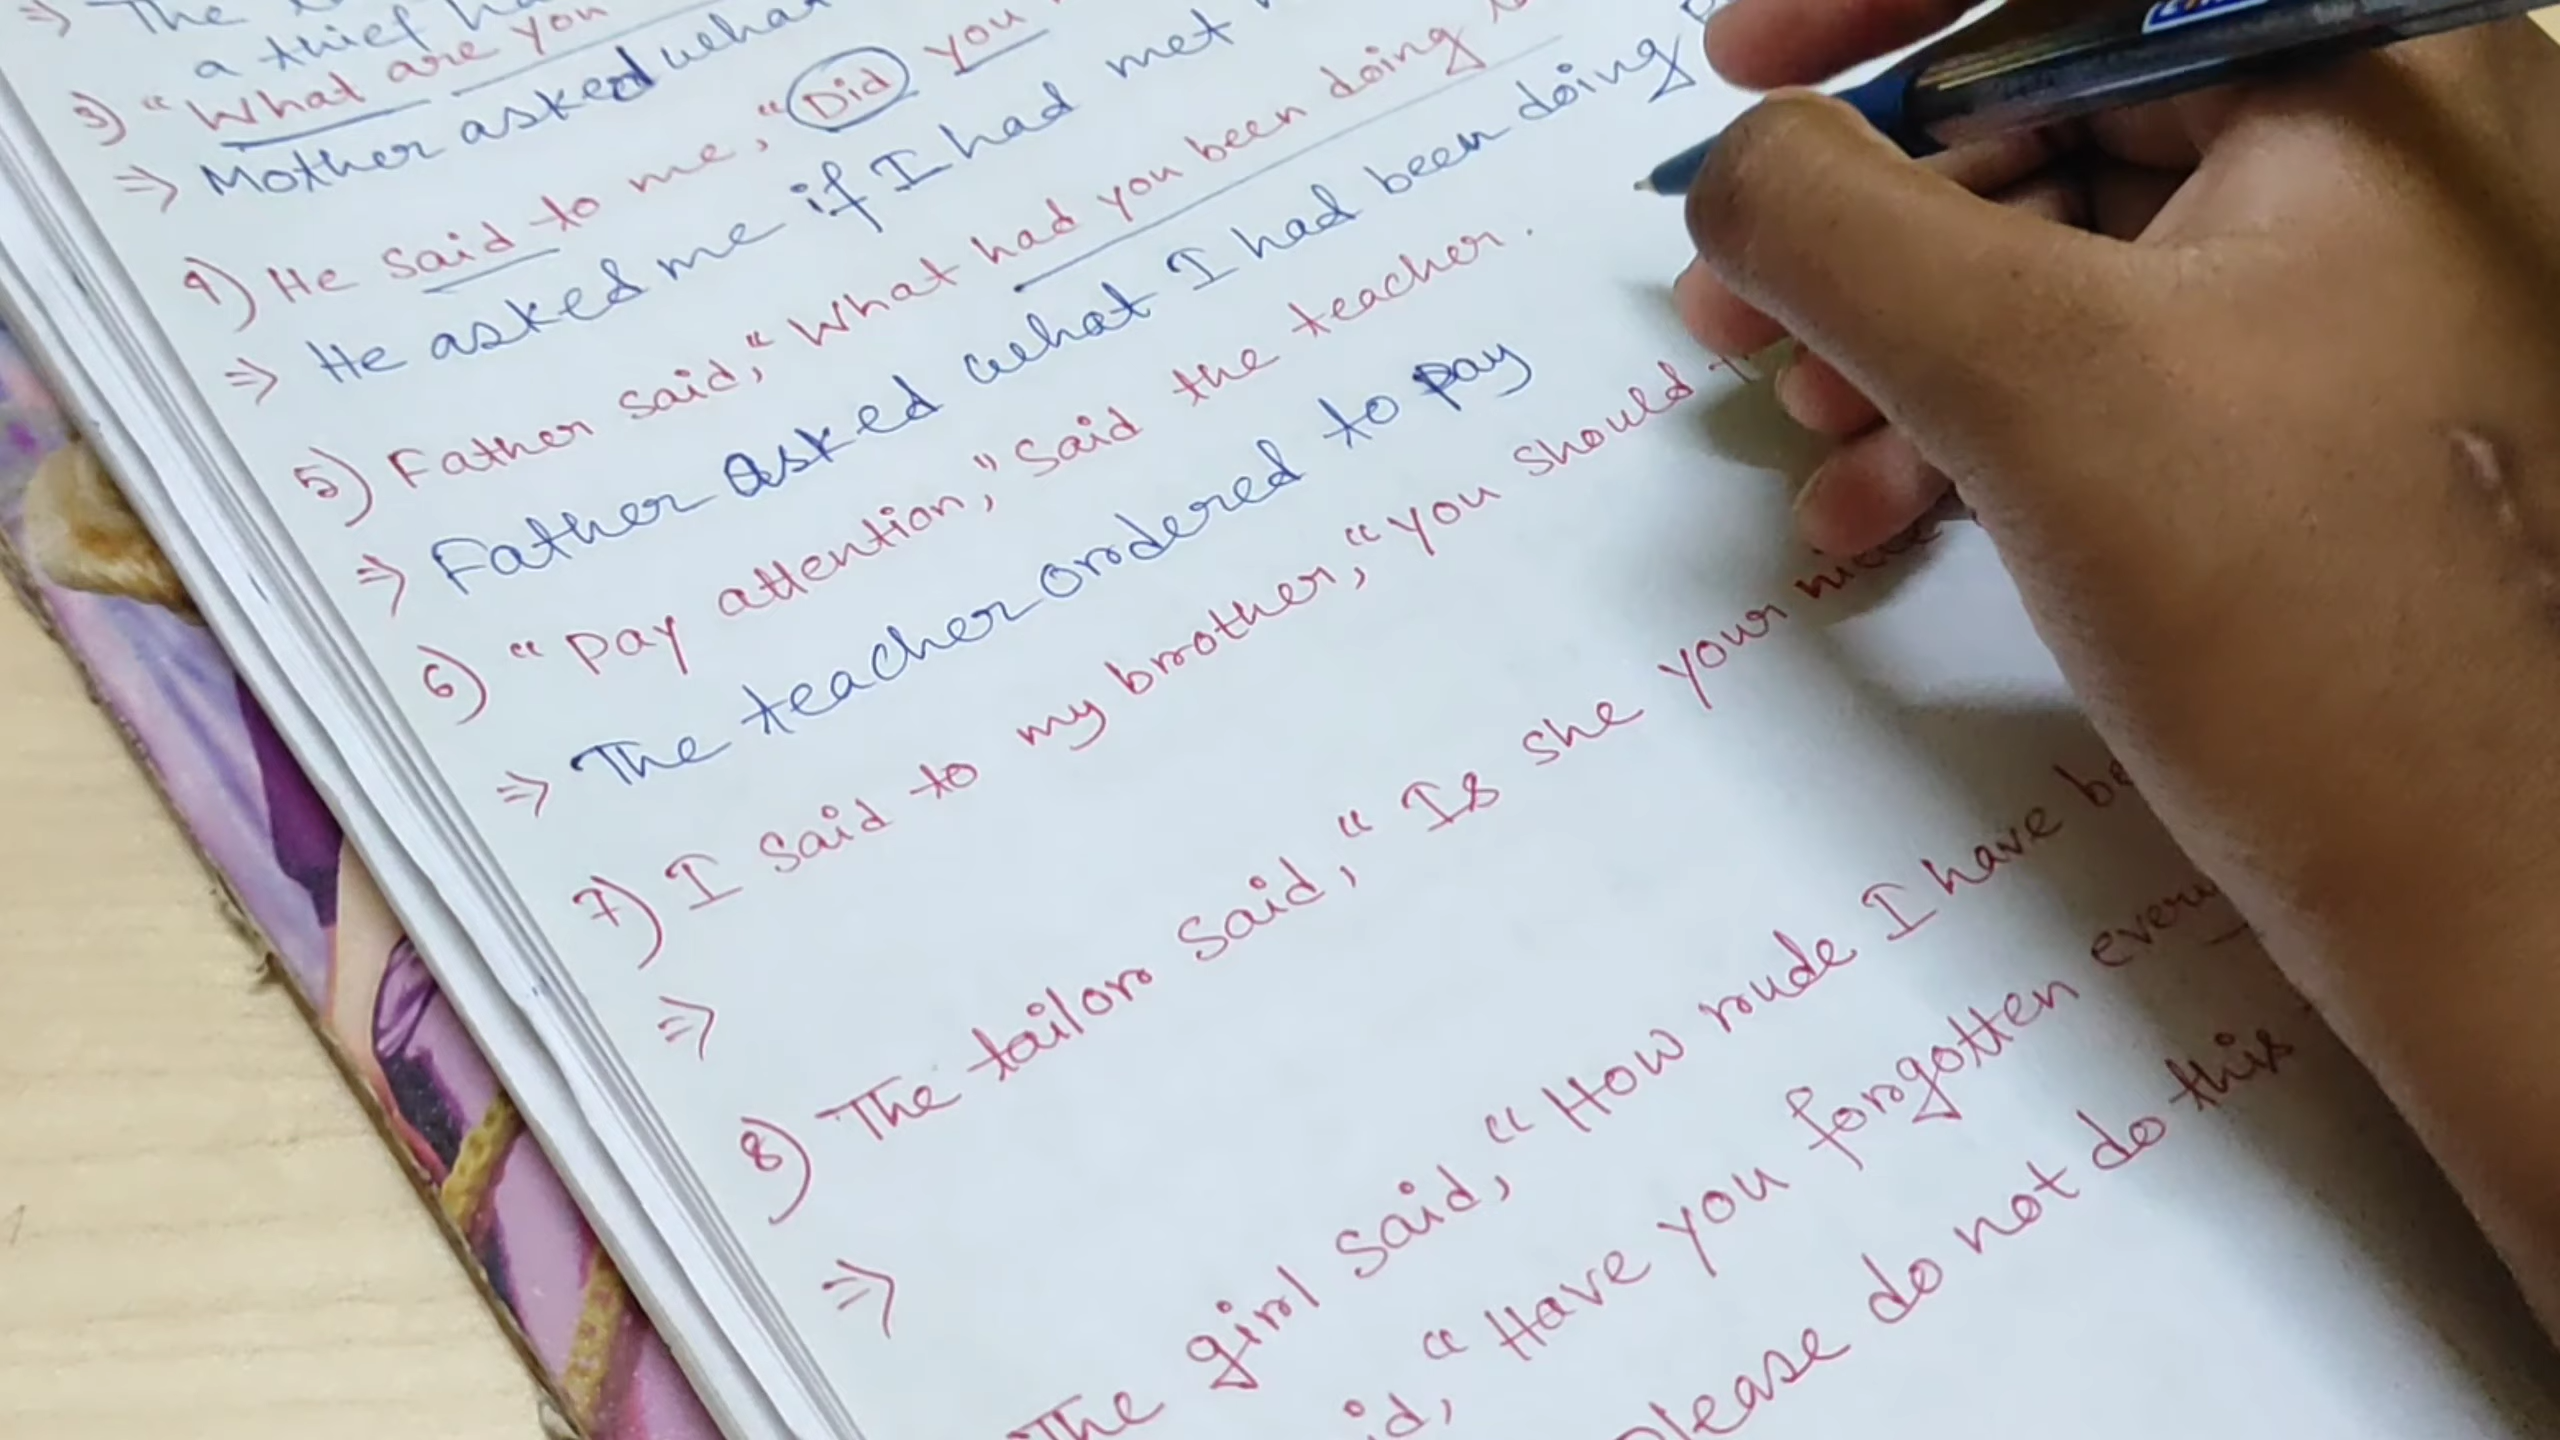 ⇒ The
a thief
3) "What are you
⇒ Mother asked what
4) He said to me, "Did you
⇒ He asked me if I had met
5) Father said, "What had you been doing
⇒ Father asked what I had been doing
6) "Pay attention," said the teacher.
⇒ The teacher ordered to pay
7) I said to my brother, "you should
⇒
8) The tailor said, "Is she your
⇒
The girl said, "How rude I have
"Have you forgotten
please do not do this